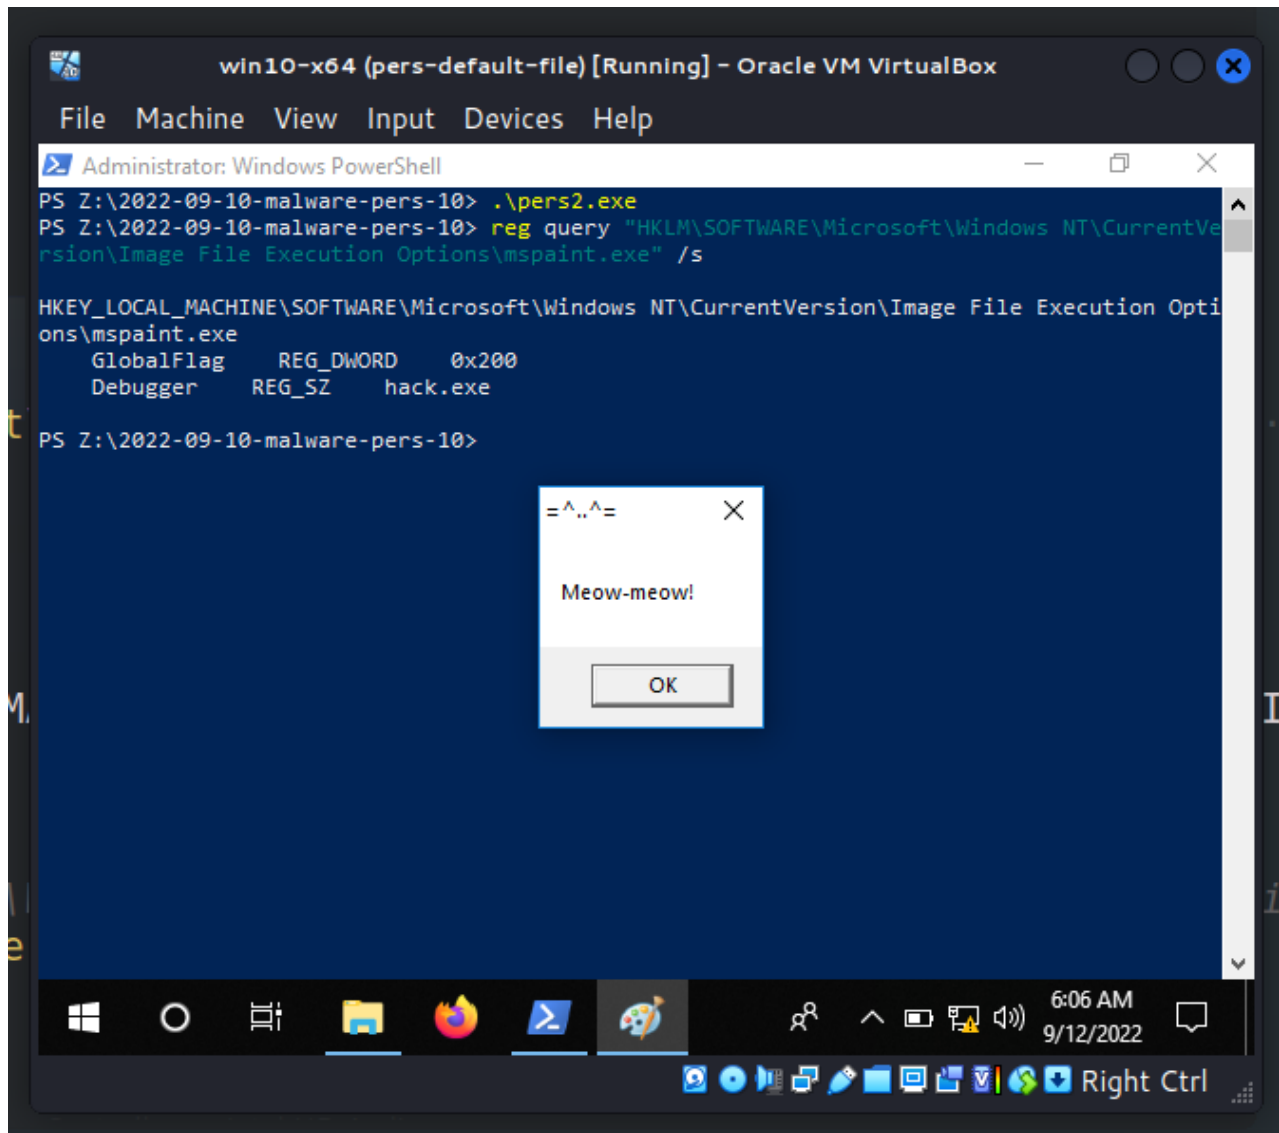 win10-x64 (pers-default-file) [Running] - Oracle VM VirtualBox
File Machine View Input Devices Help
Administrator: Windows PowerShell
PS Z:\2022-09-10-malware-pers-10> .\pers2.exe
PS Z:\2022-09-10-malware-pers-10> reg query "HKLM\SOFTWARE\Microsoft\Windows NT\CurrentVe
rsion\Image File Execution Options\mspaint.exe" /s
HKEY_LOCAL_MACHINE\SOFTWARE\Microsoft\Windows NT\CurrentVersion\Image File Execution Opti
ons\mspaint.exe
GlobalFlag REG_DWORD 0x200
Debugger REG_SZ hack.exe
PS Z:\2022-09-10-malware-pers-10>
=^..^=
Meow-meow!
OK
6:06 AM
9/12/2022
Right Ctrl